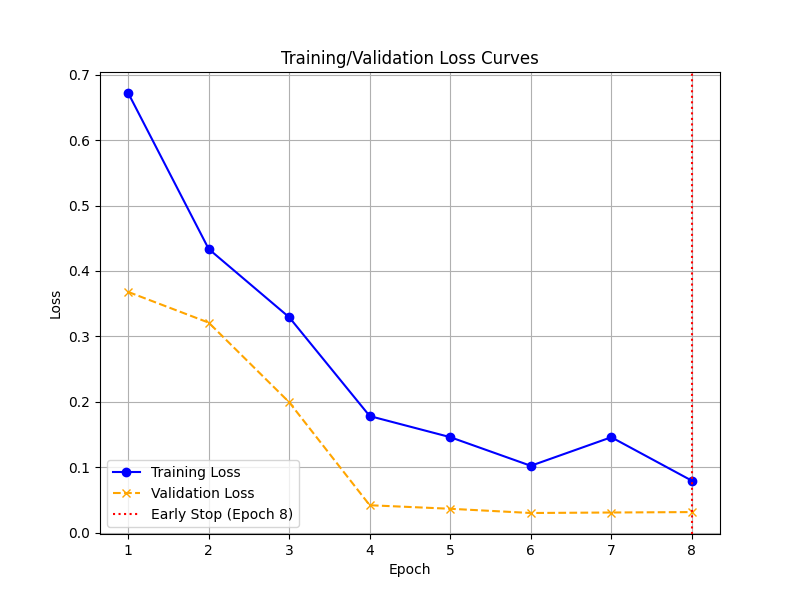 Training/Validation Loss Curves
0.7
0.6
0.5
0.4
0.3
0.2
0.1
0.0
Loss
Training Loss
Validation Loss
Early Stop (Epoch 8)
1 2 3 4 5 6 7 8
Epoch